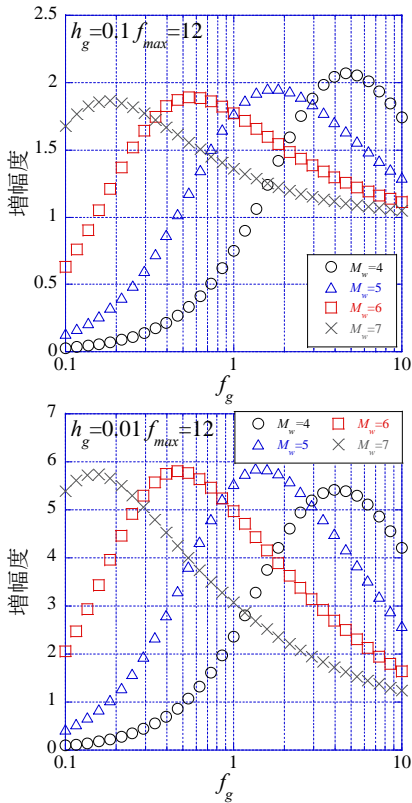 h_g=0.1 f_max=12
2.5
2
1.5
1
0.5
0
増幅度
M_w=4
M_w=5
M_w=6
M_w=7
0.1
1
10
f_g
h_g=0.01 f_max=12
M_w=4
M_w=6
M_w=5
M_w=7
7
6
5
4
3
2
1
0
増幅度
0.1
1
10
f_g